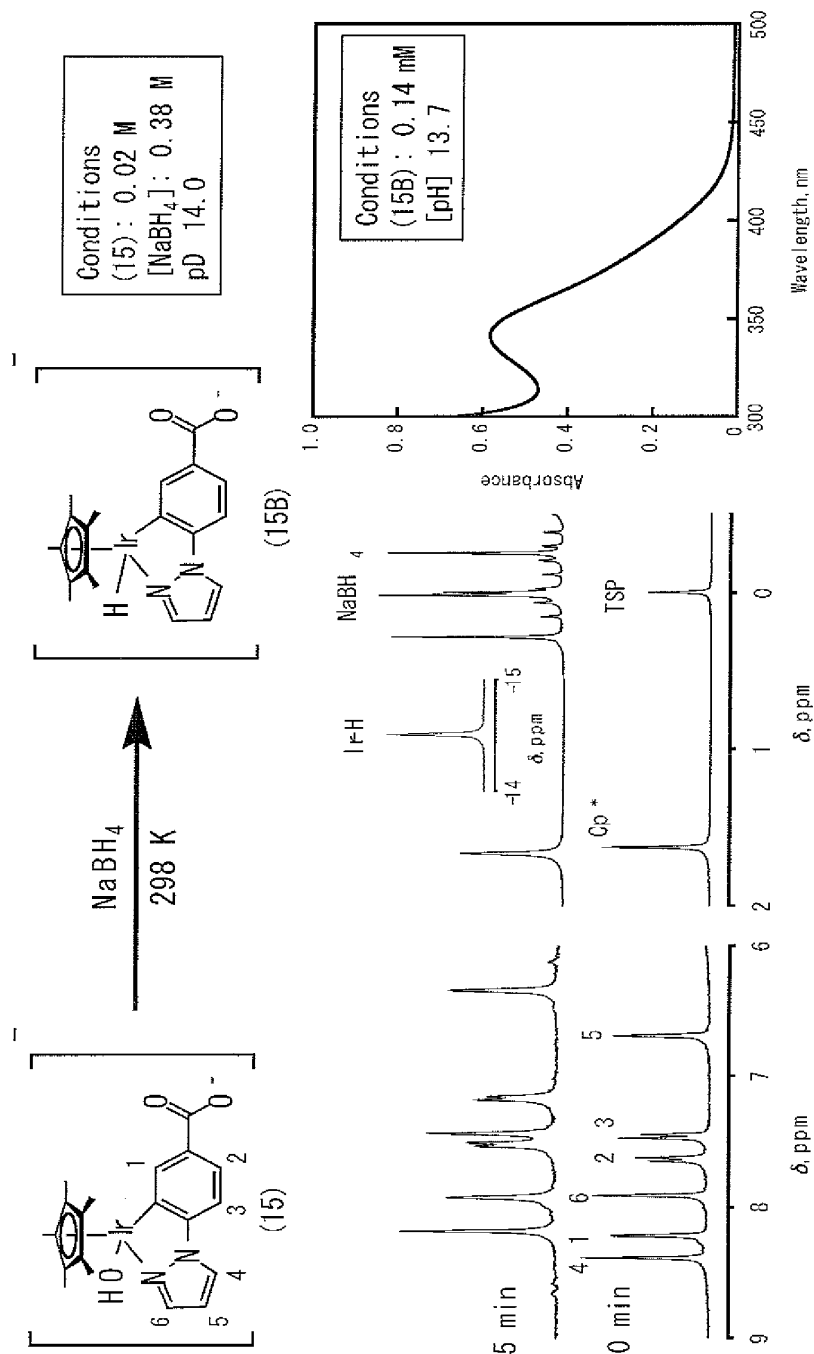 NaBH4
298 K
HO
Ir
O
O
-
N
N
1
2
3
4
5
6
(15)
H
Ir
O
O
-
N
N
(15B)
Conditions
(15): 0.02 M
[NaBH4]: 0.38 M
pD 14.0
5 min
0 min
Ir-H
NaBH4
-14
-15
δ, ppm
4
1
6
2
3
5
Cp*
TSP
9
8
7
6
δ, ppm
2
1
0
δ, ppm
Conditions
(15B): 0.14 mM
[pH] 13.7
Absorbance
1.0
0.8
0.6
0.4
0.2
0
300
350
400
450
500
Wavelength, nm